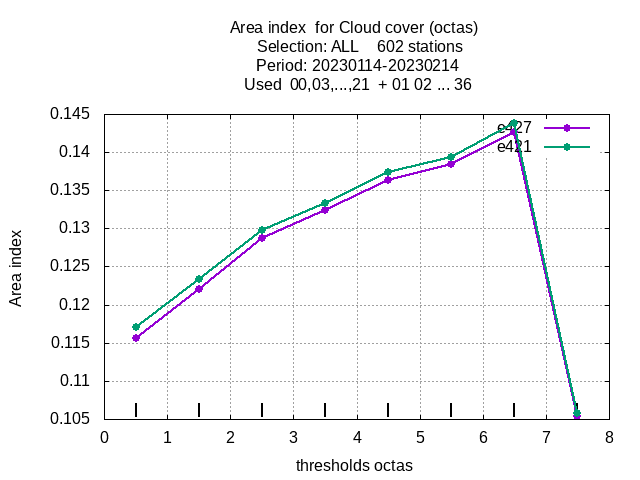 Area index  for Cloud cover (octas)
Selection: ALL    602 stations
Period: 20230114-20230214
Used  00,03,...,21  + 01 02 ... 36
0.145
0.14
0.135
0.13
0.125
0.12
0.115
0.11
0.105
Area index
e427
e421
0 1 2 3 4 5 6 7 8
thresholds octas